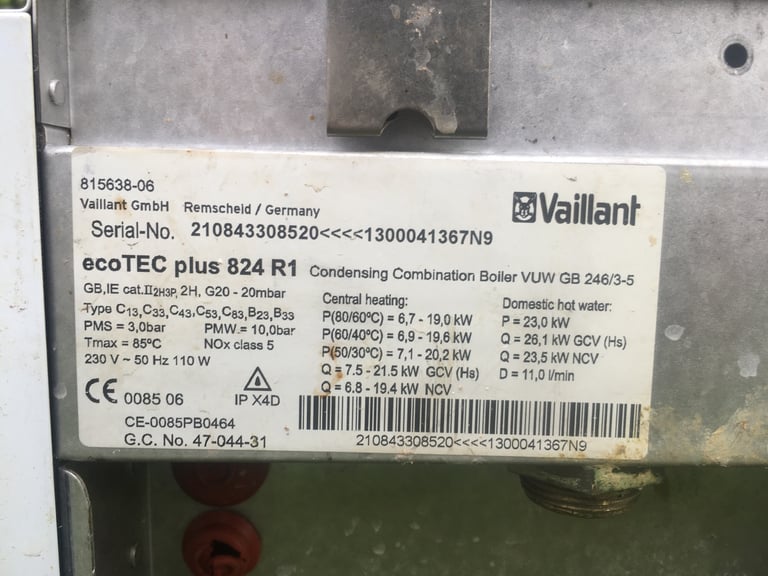 815638-06
Vaillant GmbH Remscheid / Germany
Vaillant
Serial-No. 210843308520<<<<1300041367N9
ecoTEC plus 824 R1 Condensing Combination Boiler VUW GB 246/3-5
GB,IE cat.II2H3P, 2H, G20 - 20mbar
Type C13,C33,C43,C53,C83,B23,B33
PMS = 3,0bar PMW = 10,0bar
Tmax = 85°C NOx class 5
230 V ~ 50 Hz 110 W
CE 0085 06 IP X4D
CE-0085PB0464
G.C. No. 47-044-31
Central heating:
P(80/60°C) = 6,7 - 19,0 kW
P(60/40°C) = 6,9 - 19,6 kW
P(50/30°C) = 7,1 - 20,2 kW
Q = 7.5 - 21.5 kW GCV (Hs)
Q = 6.8 - 19.4 kW NCV
Domestic hot water:
P = 23,0 kW
Q = 26,1 kW GCV (Hs)
Q = 23,5 kW NCV
D = 11,0 l/min
210843308520<<<<1300041367N9